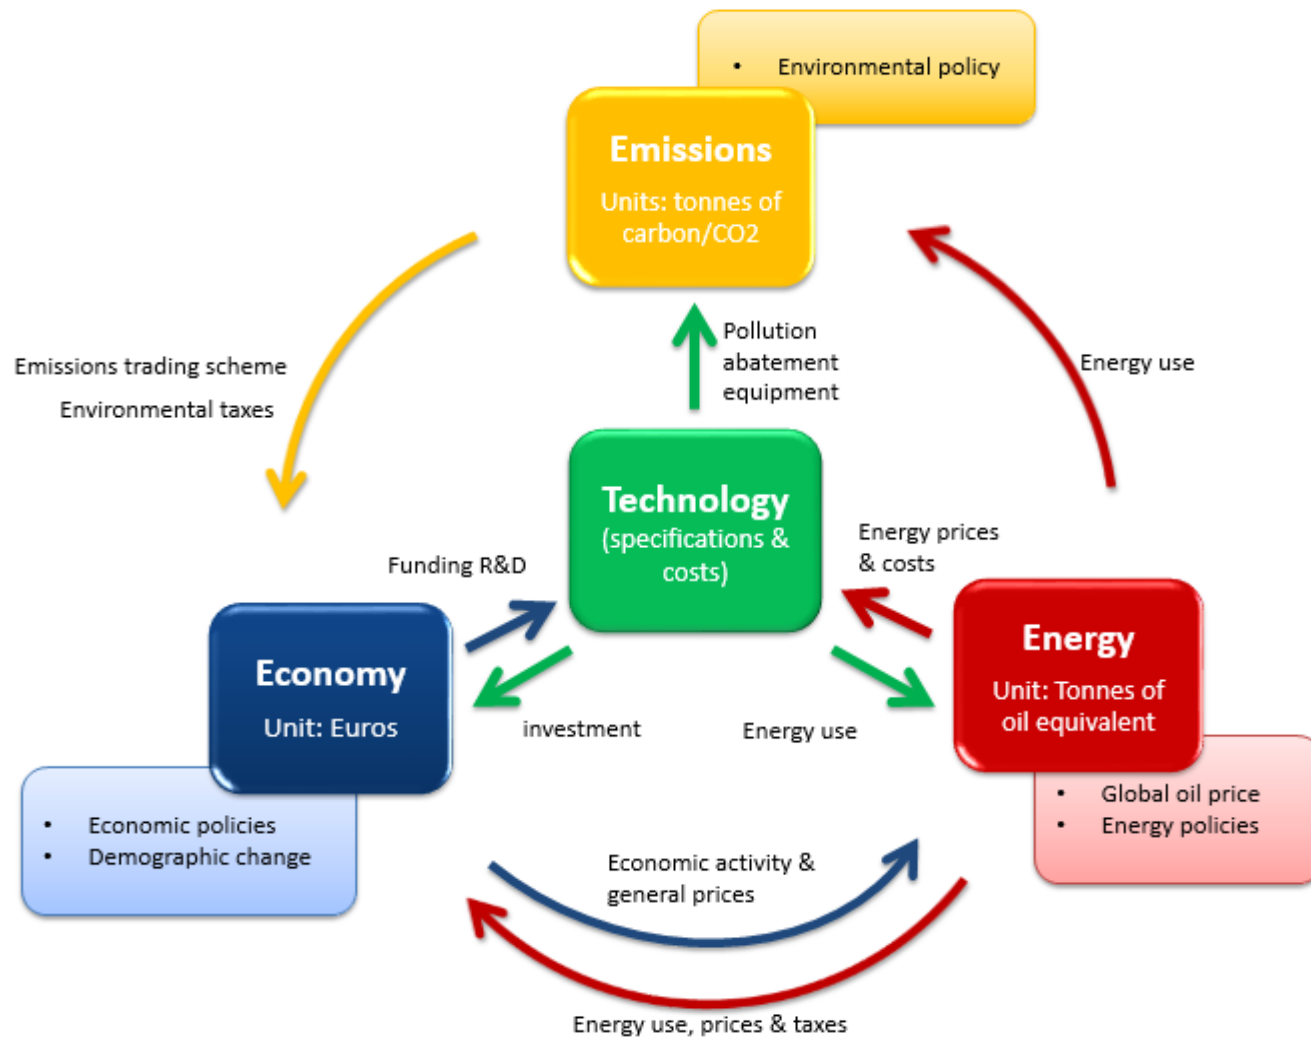 • Environmental policy
Emissions
Units: tonnes of
carbon/CO2
Pollution
abatement
equipment
Energy use
Emissions trading scheme
Environmental taxes
Technology
(specifications &
costs)
Energy prices
& costs
Funding R&D
Economy
Unit: Euros
Energy
Unit: Tonnes of
oil equivalent
investment
Energy use
• Economic policies
• Demographic change
• Global oil price
• Energy policies
Economic activity &
general prices
Energy use, prices & taxes